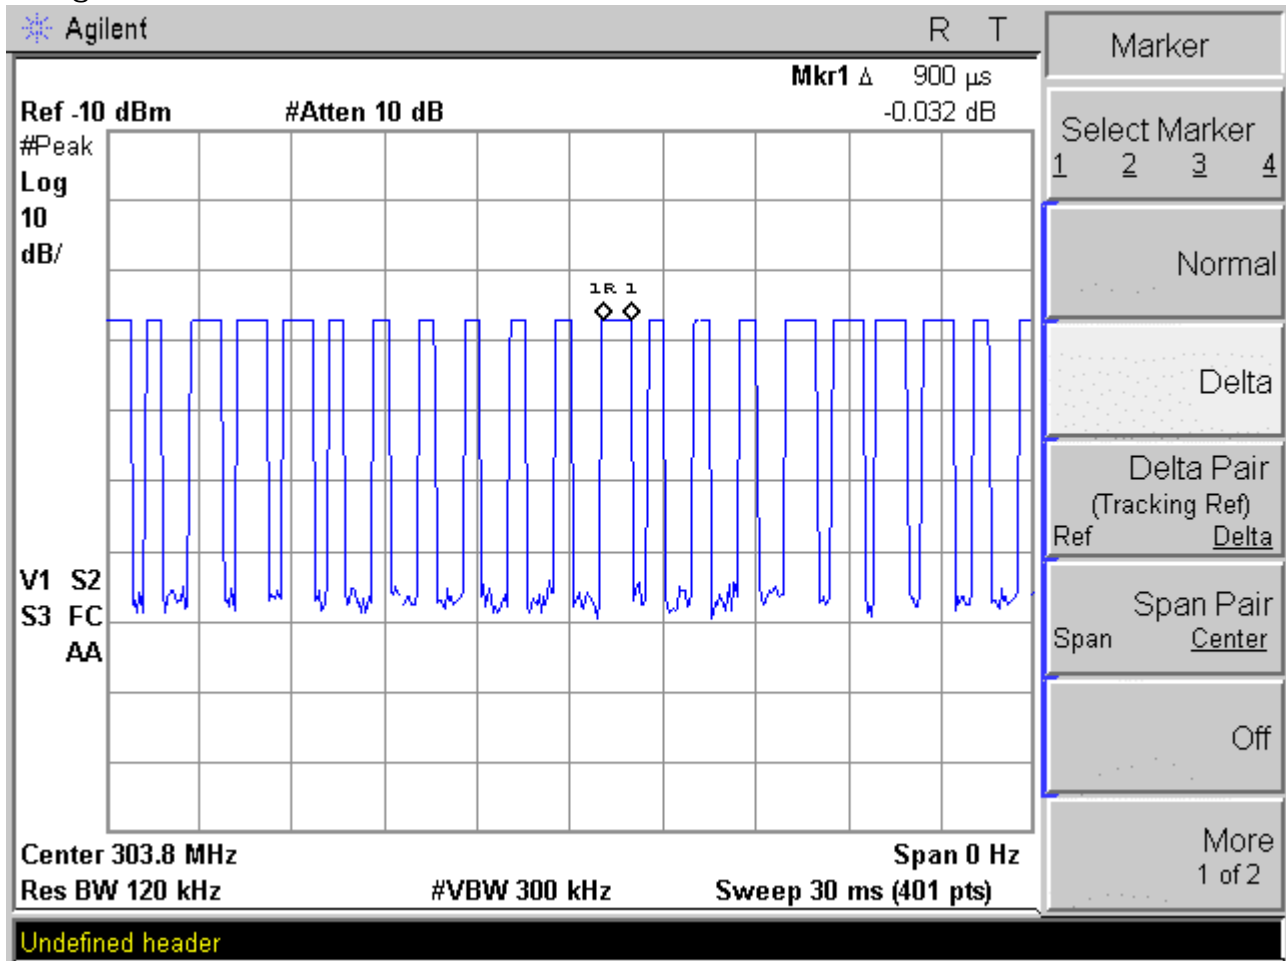 Agilent R T
Mkr1 Δ 900 μs
Ref -10 dBm #Atten 10 dB -0.032 dB
#Peak
Log
10
dB/
1R 1
V1 S2
S3 FC
AA
Center 303.8 MHz Span 0 Hz
Res BW 120 kHz #VBW 300 kHz Sweep 30 ms (401 pts)
Undefined header
Marker
Select Marker
1 2 3 4
Normal
Delta
Delta Pair
(Tracking Ref)
Ref Delta
Span Pair
Span Center
Off
More
1 of 2